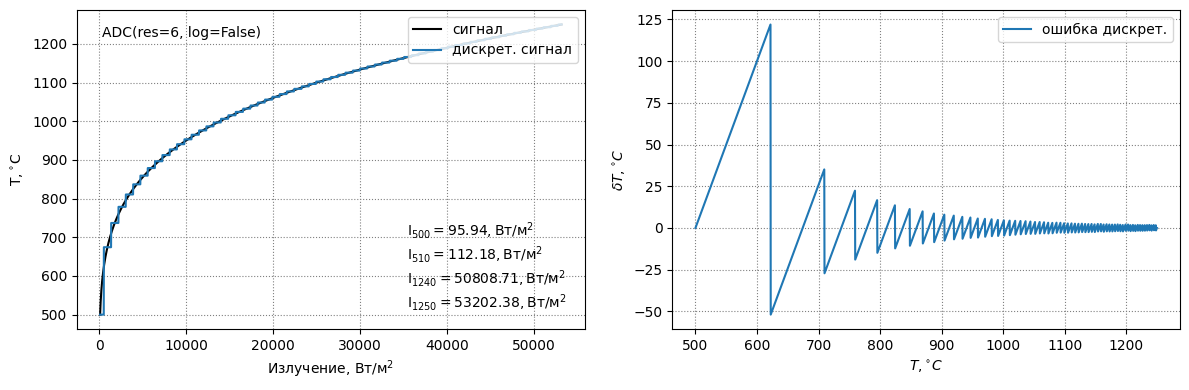 ADC(res=6, log=False)
сигнал
дискрет. сигнал
1200
1100
1000
900
800
700
600
500
T, °C
I₅₀₀ = 95.94, Вт/м²
I₅₁₀ = 112.18, Вт/м²
I₁₂₄₀ = 50808.71, Вт/м²
I₁₂₅₀ = 53202.38, Вт/м²
0 10000 20000 30000 40000 50000
Излучение, Вт/м²
ошибка дискрет.
125
100
75
50
25
0
−25
−50
δT, °C
500 600 700 800 900 1000 1100 1200
T, °C